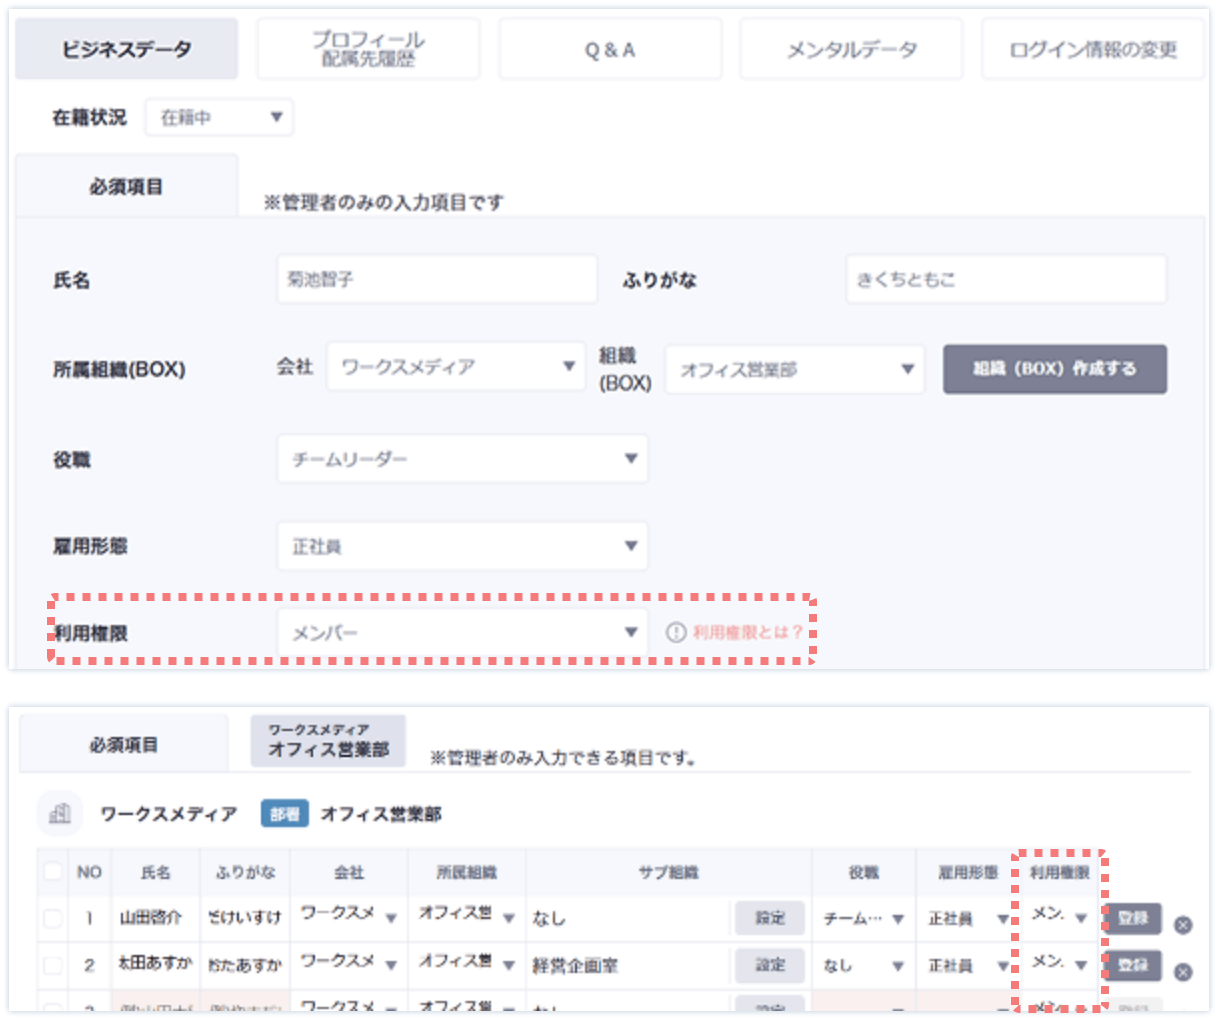 ビジネスデータ
プロフィール
配属先履歴
Q & A
メンタルデータ
ログイン情報の変更
在籍状況 在籍中 ▼
必須項目
※管理者のみの入力項目です
氏名 菊池智子 ふりがな きくちともこ
所属組織(BOX) 会社 ワークスメディア ▼ 組織(BOX) オフィス営業部 ▼ 組織（BOX）作成する
役職 チームリーダー ▼
雇用形態 正社員 ▼
利用権限 メンバー ▼ 利用権限とは？
必須項目
ワークスメディア
オフィス営業部
※管理者のみ入力できる項目です。
ワークスメディア 部署 オフィス営業部
NO 氏名 ふりがな 会社 所属組織 サブ組織 役職 雇用形態 利用権限
1 山田啓介 だけいすけ ワークスメ ▼ オフィス営 ▼ なし 設定 チーム… ▼ 正社員 ▼ メン. ▼ 登録
2 太田あすか おたあすか ワークスメ ▼ オフィス営 ▼ 経営企画室 設定 なし ▼ 正社員 ▼ メン. ▼ 登録
ワークスメ オフィス営